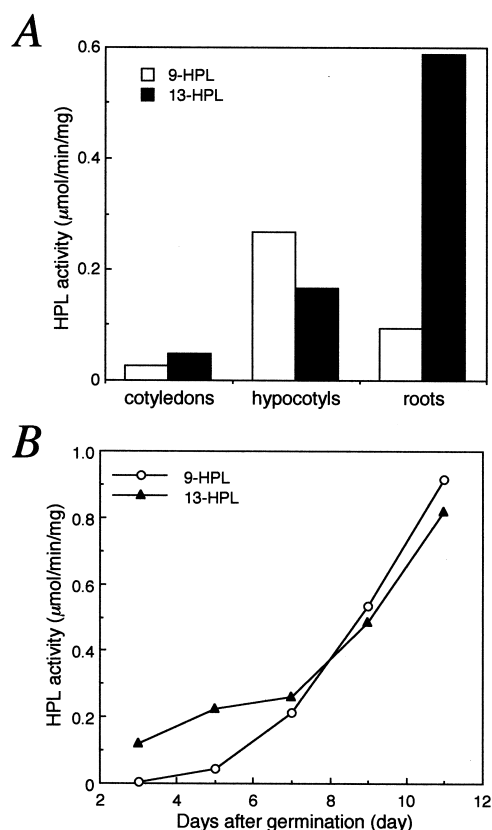 A
0.6
9-HPL
13-HPL
0.4
0.2
0
HPL activity (μmol/min/mg)
cotyledons hypocotyls roots
B
1.0
9-HPL
13-HPL
0.8
0.6
0.4
0.2
0
HPL activity (μmol/min/mg)
2 4 6 8 10 12
Days after germination (day)